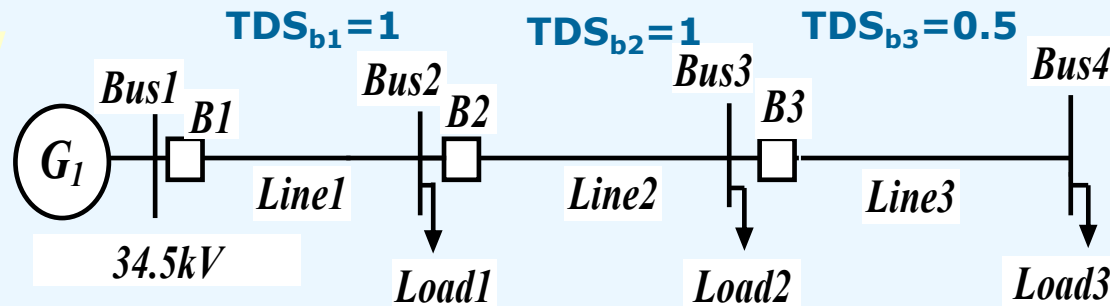 TDSb1=1 TDSb2=1 TDSb3=0.5
Bus1 Bus2 Bus3 Bus4
B1 B2 B3
G1
Line1 Line2 Line3
34.5kV
Load1 Load2 Load3